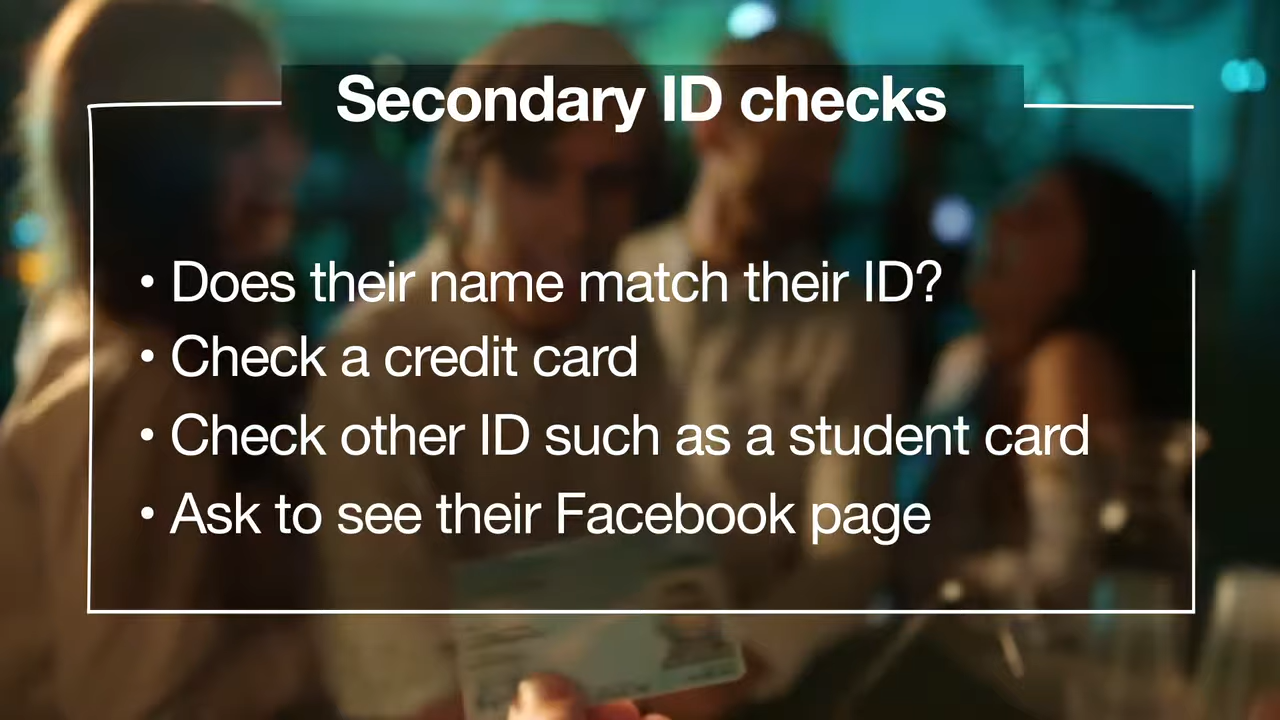 Secondary ID checks
• Does their name match their ID?
• Check a credit card
• Check other ID such as a student card
• Ask to see their Facebook page